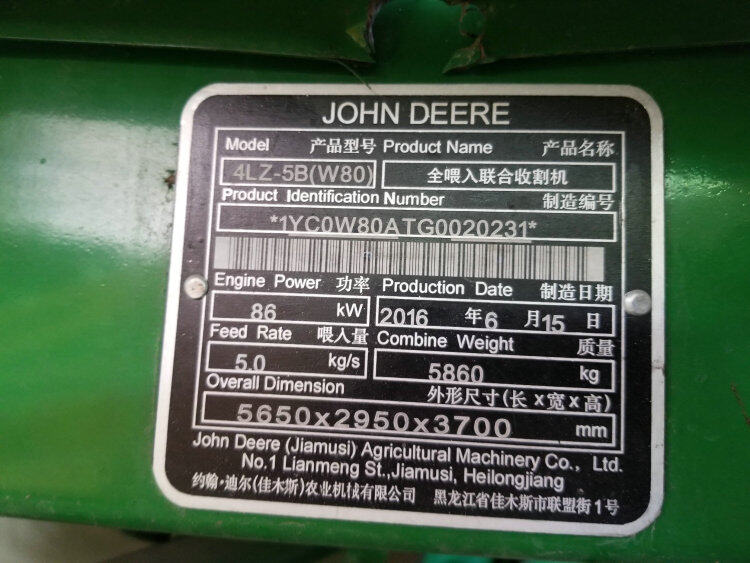 JOHN DEERE
Model 产品型号 Product Name 产品名称
4LZ-5B(W80) 全喂入联合收割机
Product Identification Number 制造编号
*1YC0W80ATG0020231*
Engine Power 功率 Production Date 制造日期
86 kW 2016 年 6 月 15 日
Feed Rate 喂入量 Combine Weight 质量
5.0 kg/s 5860 kg
Overall Dimension 外形尺寸(长×宽×高)
5650x2950x3700 mm
John Deere (Jiamusi) Agricultural Machinery Co., Ltd.
No.1 Lianmeng St.,Jiamusi, Heilongjiang
约翰·迪尔(佳木斯)农业机械有限公司 黑龙江省佳木斯市联盟街1号